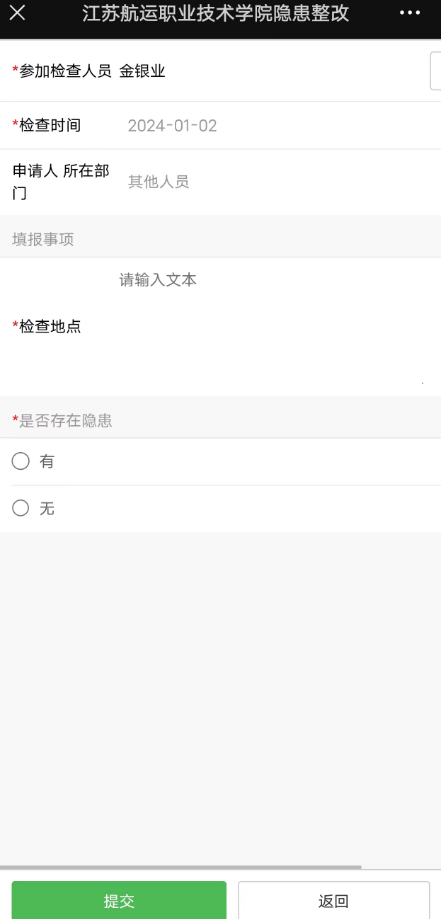 江苏航运职业技术学院隐患整改
*参加检查人员 金银业
*检查时间 2024-01-02
申请人 所在部门 其他人员
填报事项
请输入文本
*检查地点
*是否存在隐患
有
无
提交 返回